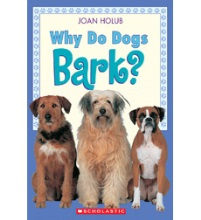 JOAN HOLUB
Why Do Dogs
Bark?
SCHOLASTIC